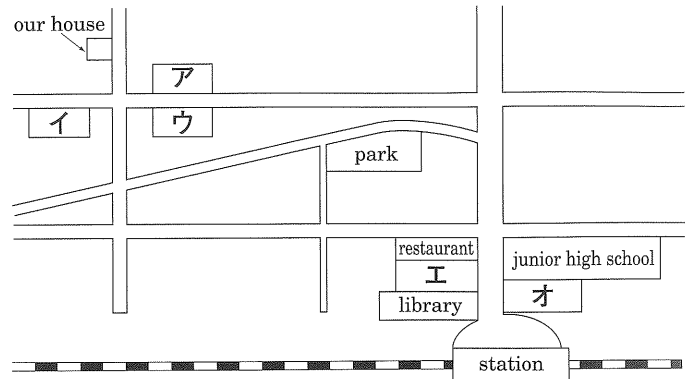 our house
ア
イ
ウ
park
restaurant
junior high school
エ
オ
library
station